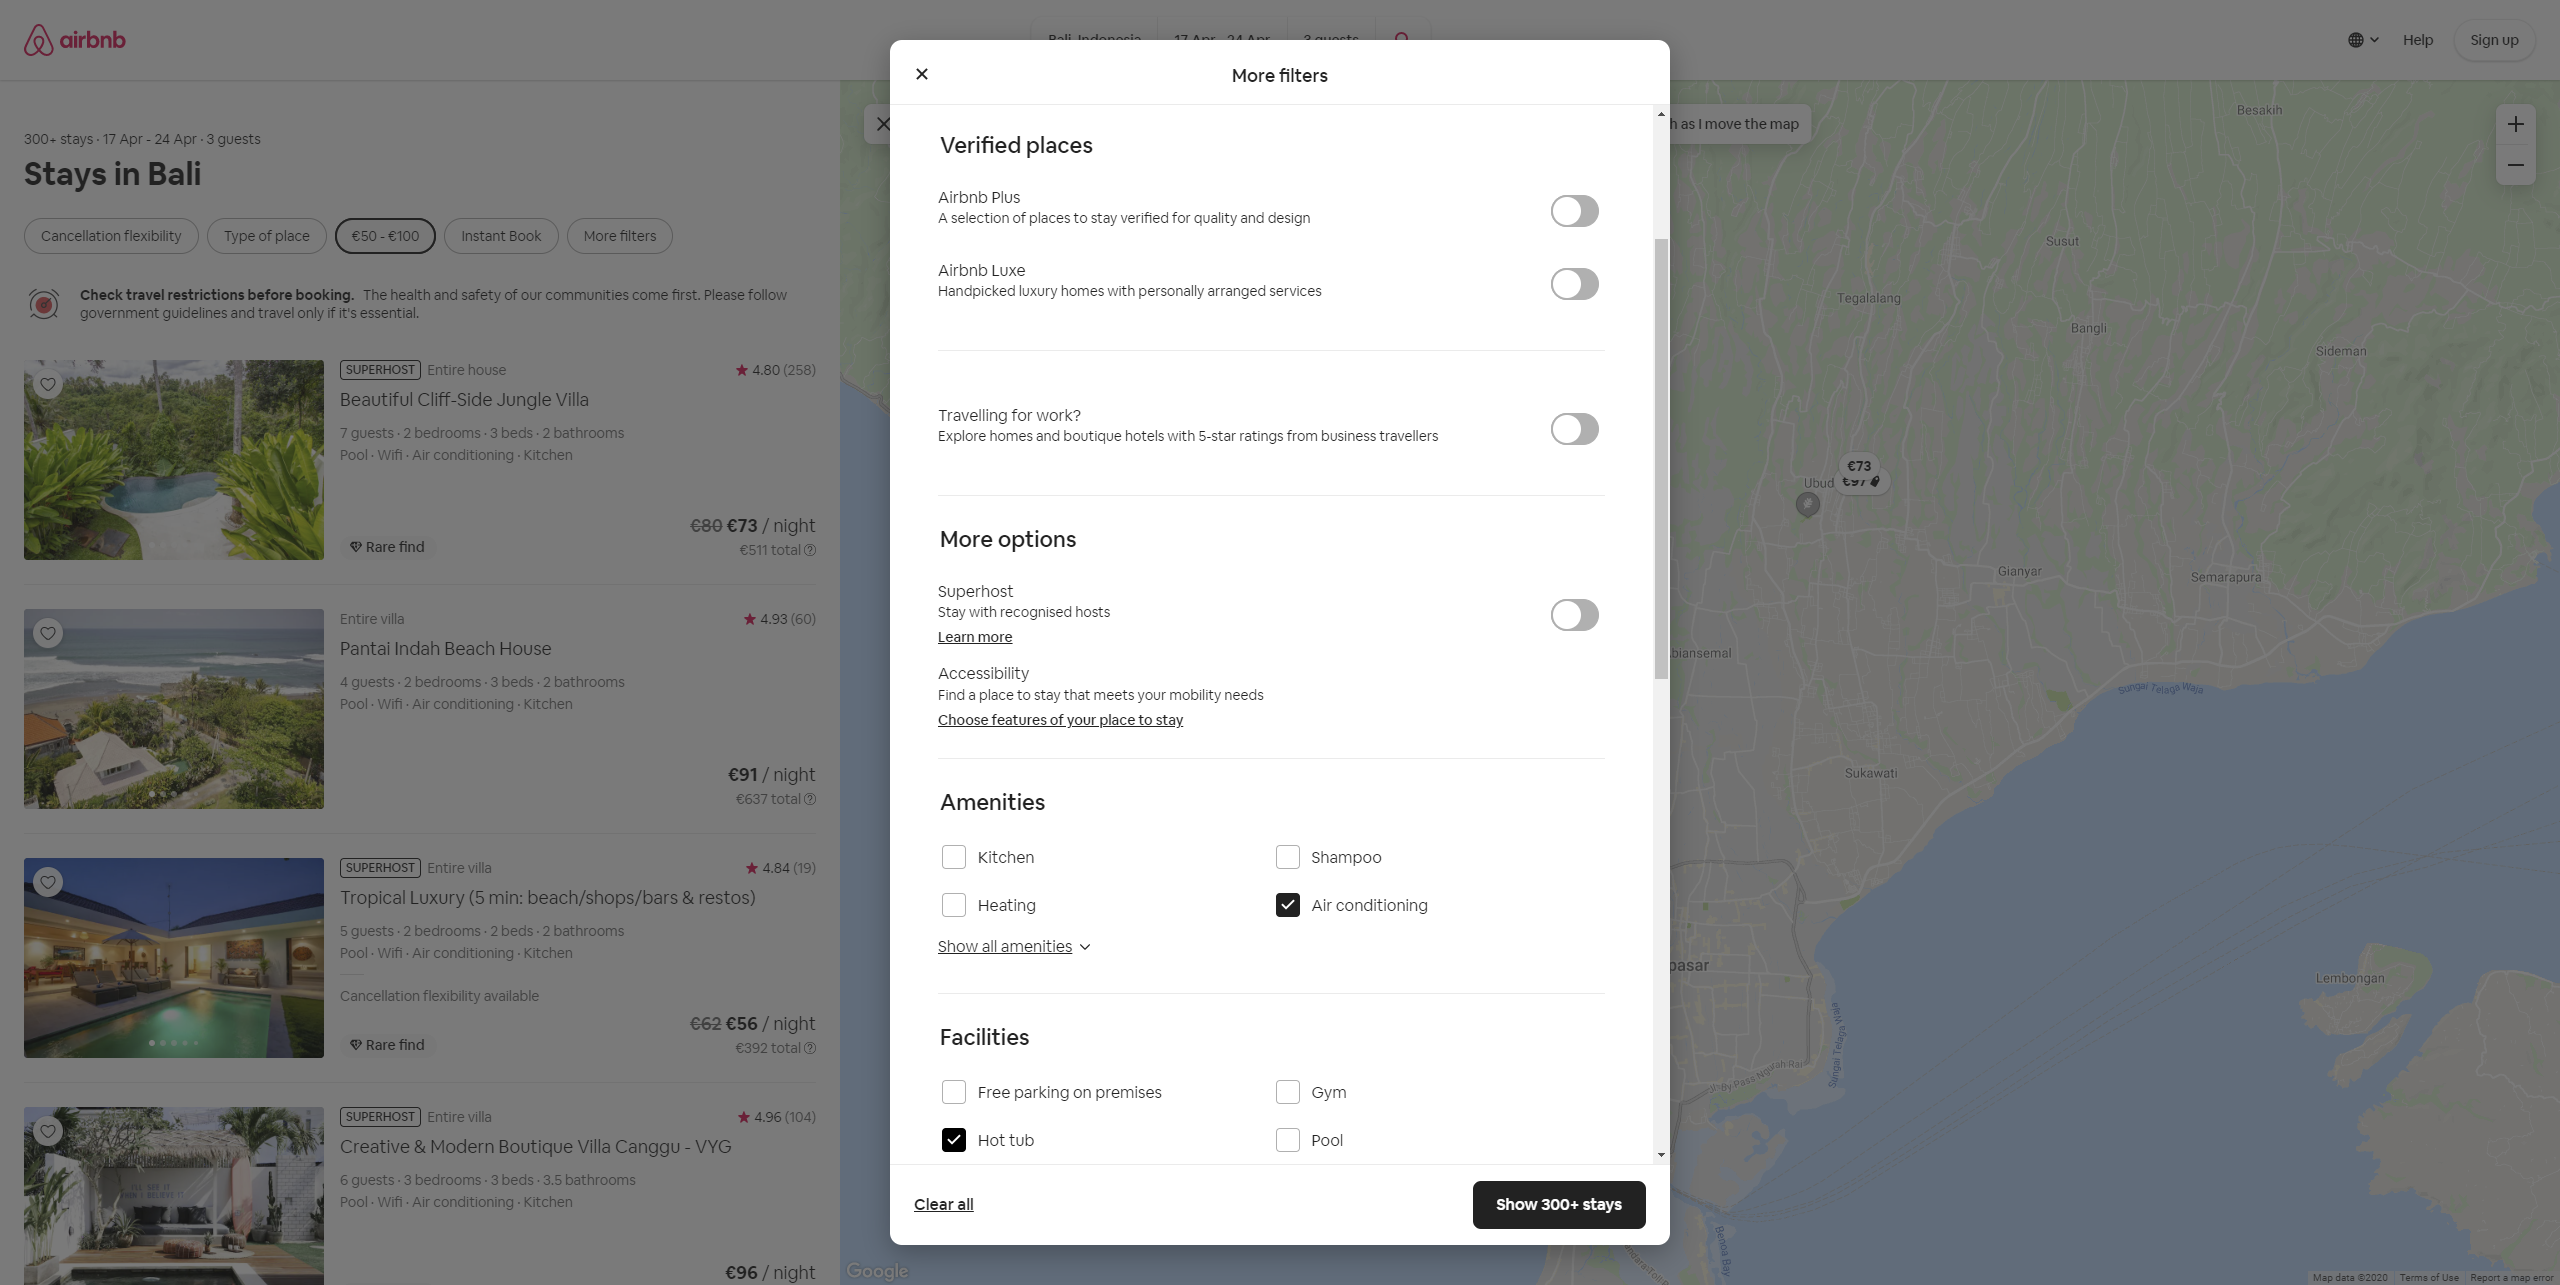 airbnb
Bali, Indonesia
17 Apr - 24 Apr
3 guests
Help
Sign up
300+ stays · 17 Apr - 24 Apr · 3 guests
Stays in Bali
Cancellation flexibility
Type of place
€50 - €100
Instant Book
More filters
Check travel restrictions before booking. The health and safety of our communities come first. Please follow
government guidelines and travel only if it's essential.
SUPERHOST Entire house
4.80 (258)
Beautiful Cliff-Side Jungle Villa
7 guests · 2 bedrooms · 3 beds · 2 bathrooms
Pool · Wifi · Air conditioning · Kitchen
€80 €73 / night
Rare find
€511 total
Entire villa
4.93 (60)
Pantai Indah Beach House
4 guests · 2 bedrooms · 3 beds · 2 bathrooms
Pool · Wifi · Air conditioning · Kitchen
€91 / night
€637 total
SUPERHOST Entire villa
4.84 (19)
Tropical Luxury (5 min: beach/shops/bars & restos)
5 guests · 2 bedrooms · 2 beds · 2 bathrooms
Pool · Wifi · Air conditioning · Kitchen
Cancellation flexibility available
€62 €56 / night
Rare find
€392 total
SUPERHOST Entire villa
4.96 (104)
Creative & Modern Boutique Villa Canggu - VYG
6 guests · 3 bedrooms · 3 beds · 3.5 bathrooms
Pool · Wifi · Air conditioning · Kitchen
€96 / night
More filters
Verified places
Airbnb Plus
A selection of places to stay verified for quality and design
Airbnb Luxe
Handpicked luxury homes with personally arranged services
Travelling for work?
Explore homes and boutique hotels with 5-star ratings from business travellers
More options
Superhost
Stay with recognised hosts
Learn more
Accessibility
Find a place to stay that meets your mobility needs
Choose features of your place to stay
Amenities
Kitchen
Shampoo
Heating
Air conditioning
Show all amenities
Facilities
Free parking on premises
Gym
Hot tub
Pool
Clear all
Show 300+ stays
h as I move the map
Besakih
Susut
Tegalalang
Bangli
Sideman
€73
€97
Ubud
Gianyar
Semarapura
biansemal
Sungai Telaga Waja
Sukawati
pasar
Lembongan
Sungai Telaga Waja
By Pass Ngurah Rai
Benoa Bay
Google
Map data ©2020
Terms of Use
Report a map error